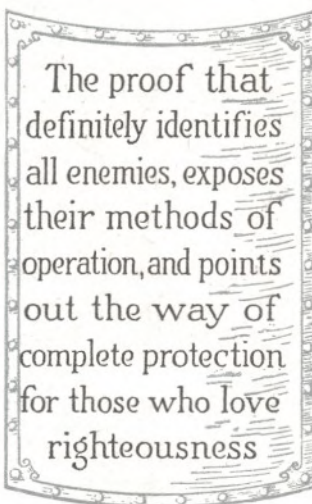 The proof that
definitely identifies
all enemies, exposes
their methods of
operation, and points
out the way of
complete protection
for those who love
righteousness